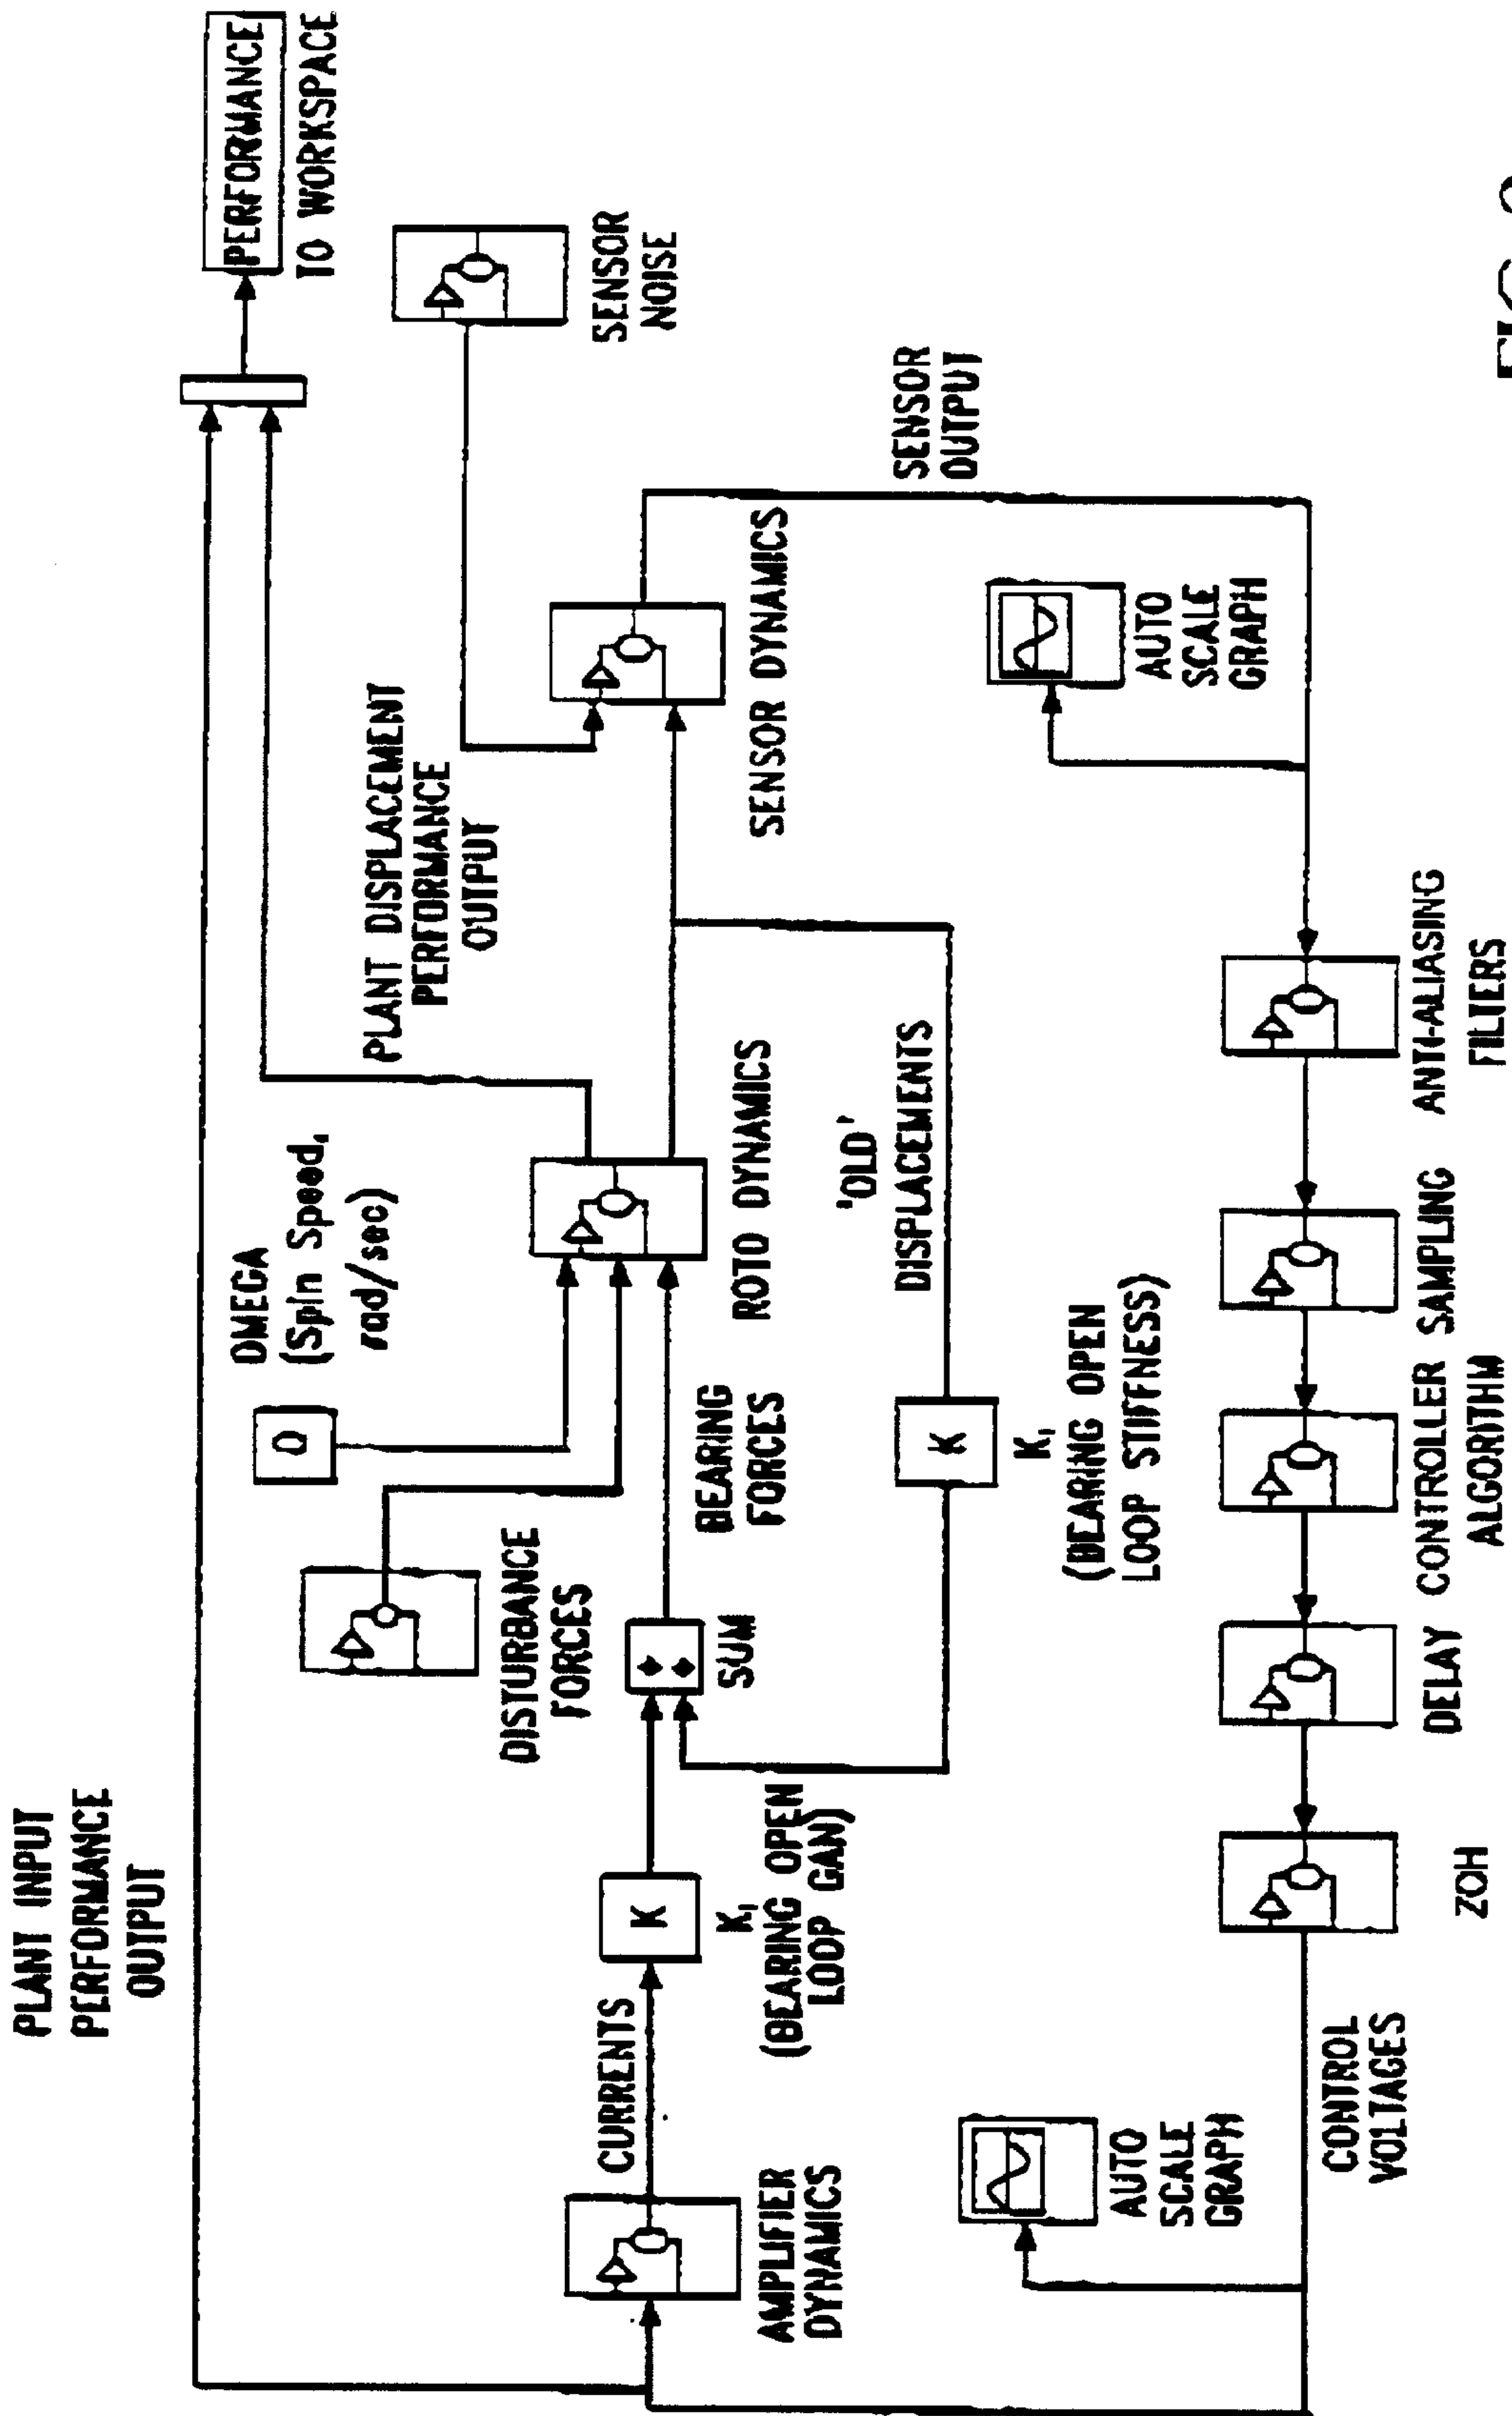 PLANT INPUT
PERFORMANCE
OUTPUT
PERFORMANCE
TO WORKSPACE
OMEGA
(Spin Speed,
rad/sec)
Ω
PLANT DISPLACEMENT
PERFORMANCE
OUTPUT
SENSOR
NOISE
DISTURBANCE
FORCES
AMPLIFIER
DYNAMICS
CURRENTS
K
K₁
(BEARING OPEN
LOOP GAN)
+
+
SUM
BEARING
FORCES
ROTO DYNAMICS
SENSOR DYNAMICS
'OLD'
DISPLACEMENTS
K
K₁
(BEARING OPEN
LOOP STIFFNESS)
SENSOR
OUTPUT
AUTO
SCALE
GRAPH
AUTO
SCALE
GRAPH
CONTROL
VOLTAGES
ZOH
DELAY
CONTROLLER
ALGORITHM
SAMPLING
ANTI-ALIASING
FILTERS